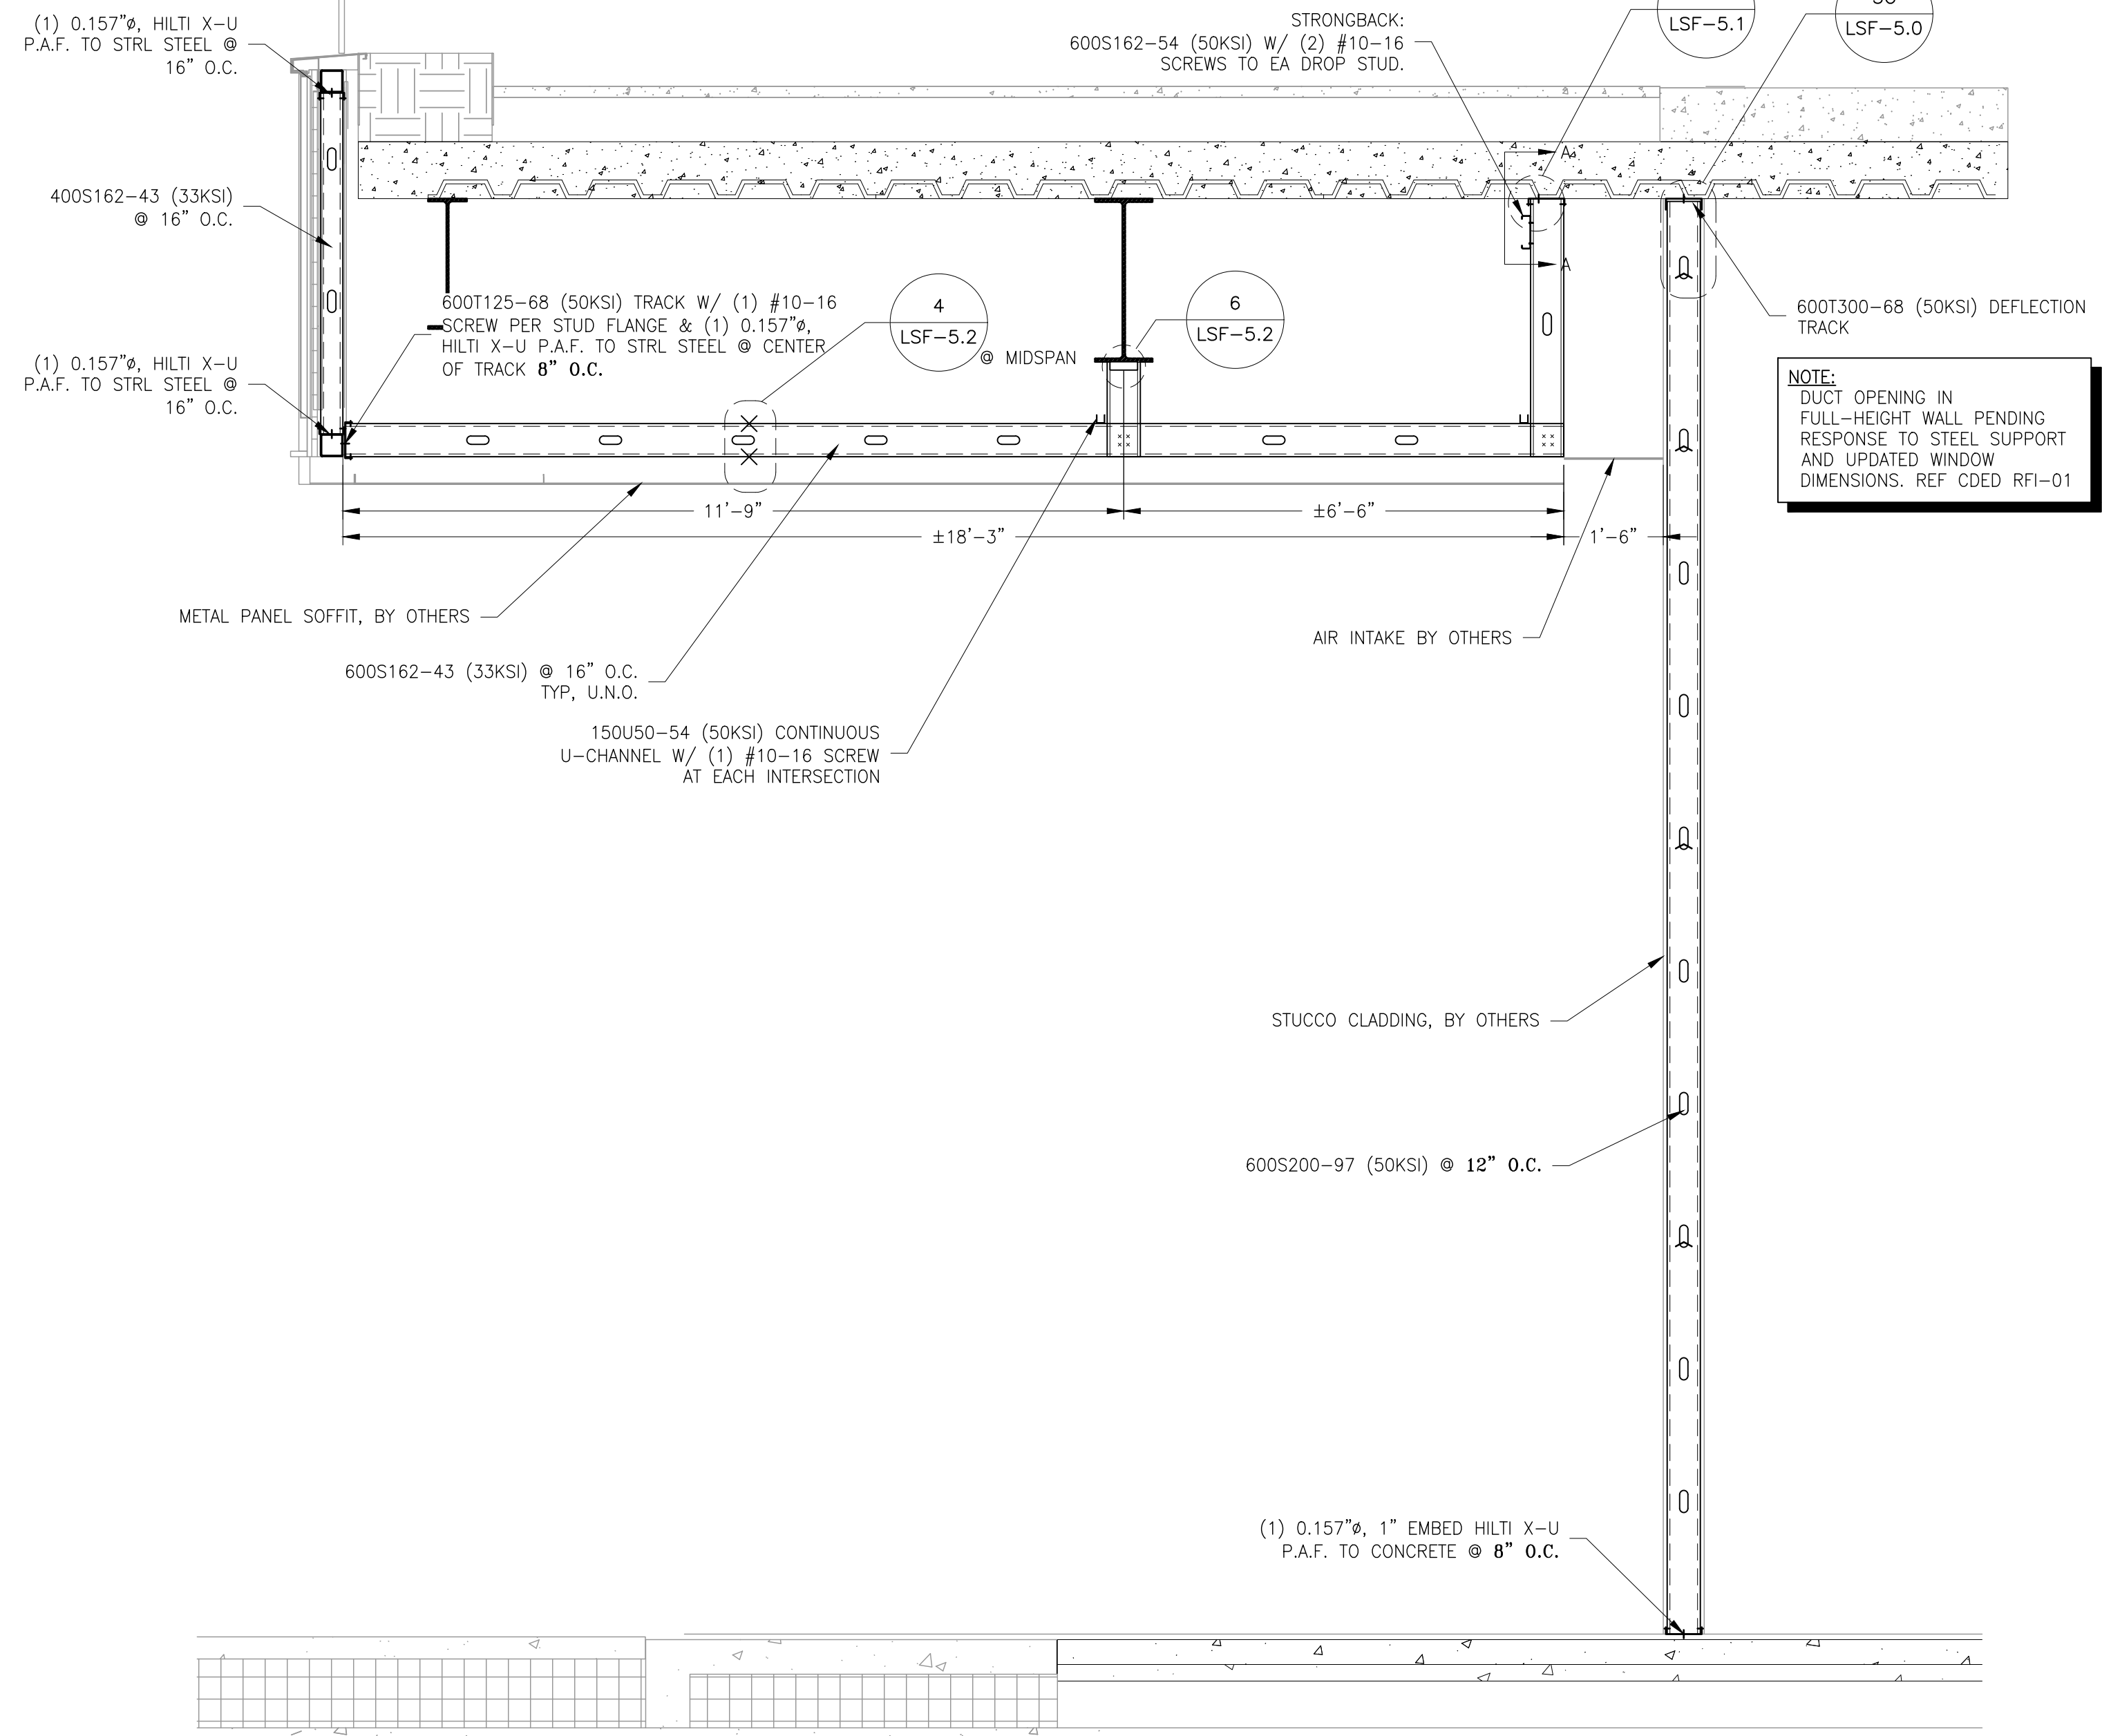 (1) 0.157"ø, HILTI X-U
P.A.F. TO STRL STEEL @
16" O.C.
STRONGBACK:
600S162-54 (50KSI) W/ (2) #10-16
SCREWS TO EA DROP STUD.
LSF-5.1
LSF-5.0
400S162-43 (33KSI)
@ 16" O.C.
A
A
600T125-68 (50KSI) TRACK W/ (1) #10-16
SCREW PER STUD FLANGE & (1) 0.157"ø,
HILTI X-U P.A.F. TO STRL STEEL @ CENTER
OF TRACK 8" O.C.
4
LSF-5.2
@ MIDSPAN
6
LSF-5.2
600T300-68 (50KSI) DEFLECTION
TRACK
(1) 0.157"ø, HILTI X-U
P.A.F. TO STRL STEEL @
16" O.C.
NOTE:
DUCT OPENING IN
FULL-HEIGHT WALL PENDING
RESPONSE TO STEEL SUPPORT
AND UPDATED WINDOW
DIMENSIONS. REF CDED RFI-01
11'-9"
±6'-6"
±18'-3"
1'-6"
METAL PANEL SOFFIT, BY OTHERS
AIR INTAKE BY OTHERS
600S162-43 (33KSI) @ 16" O.C.
TYP, U.N.O.
150U50-54 (50KSI) CONTINUOUS
U-CHANNEL W/ (1) #10-16 SCREW
AT EACH INTERSECTION
STUCCO CLADDING, BY OTHERS
600S200-97 (50KSI) @ 12" O.C.
(1) 0.157"ø, 1" EMBED HILTI X-U
P.A.F. TO CONCRETE @ 8" O.C.